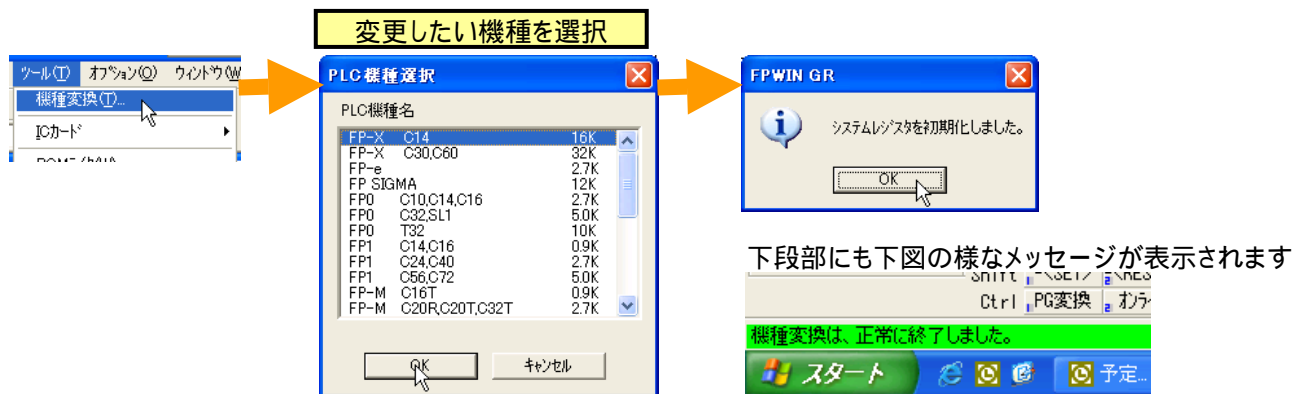 変更したい機種を選択
ツール(T) オプション(O) ウィンドウ(W
機種変換(T)...
ICカード
PLC機種選択
PLC機種名
FP-X C14 16K
FP-X C30,C60 32K
FP-e 2.7K
FP SIGMA 12K
FP0 C10,C14,C16 2.7K
FP0 C32,SL1 5.0K
FP0 T32 10K
FP1 C14,C16 0.9K
FP1 C24,C40 2.7K
FP1 C56,C72 5.0K
FP-M C16T 0.9K
FP-M C20R,C20T,C32T 2.7K
OK キャンセル
FPWIN GR
システムレジスタを初期化しました。
OK
下段部にも下図の様なメッセージが表示されます
Shift
Ctrl PG変換
機種変換は、正常に終了しました。
スタート 予定...